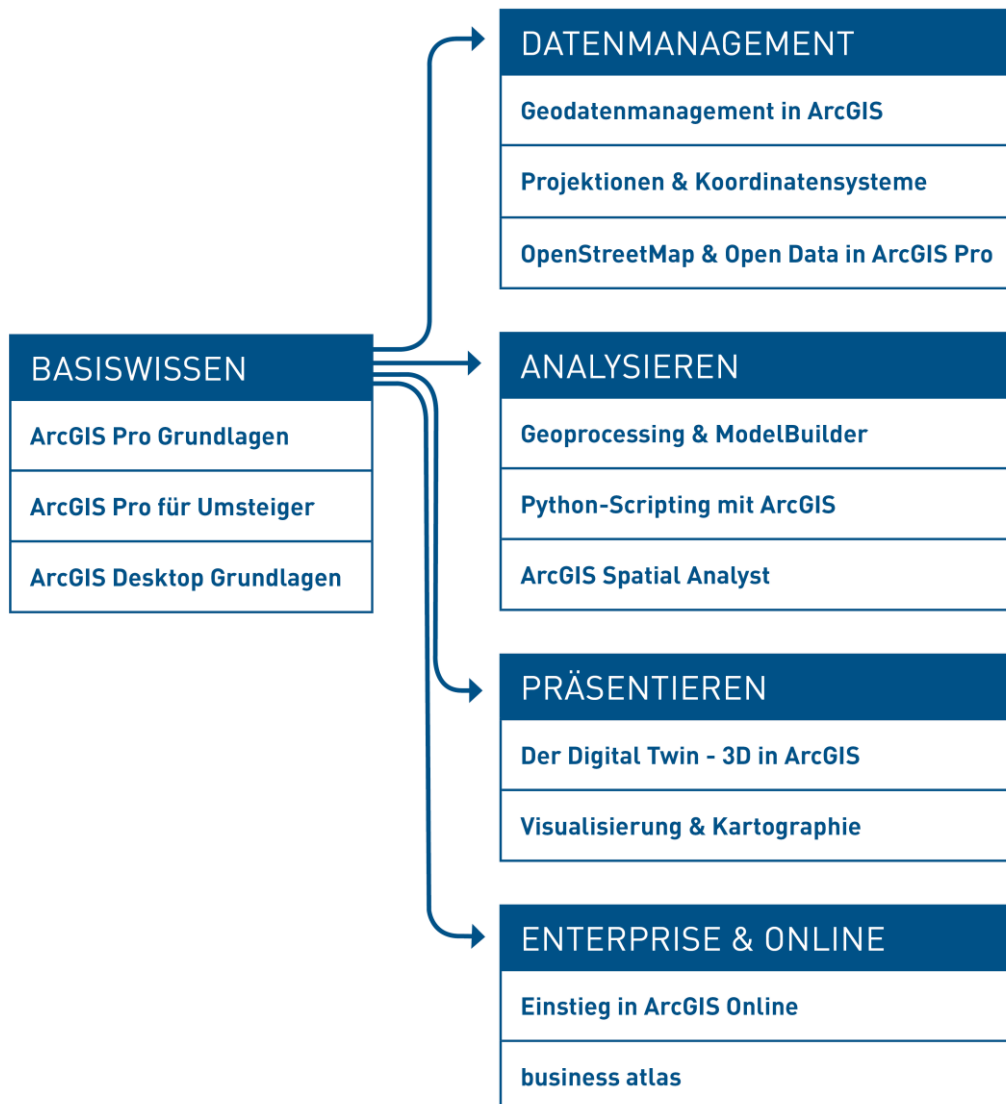 DATENMANAGEMENT
Geodatenmanagement in ArcGIS
Projektionen & Koordinatensysteme
OpenStreetMap & Open Data in ArcGIS Pro
BASISWISSEN
ArcGIS Pro Grundlagen
ArcGIS Pro für Umsteiger
ArcGIS Desktop Grundlagen
ANALYSIEREN
Geoprocessing & ModelBuilder
Python-Scripting mit ArcGIS
ArcGIS Spatial Analyst
PRÄSENTIEREN
Der Digital Twin - 3D in ArcGIS
Visualisierung & Kartographie
ENTERPRISE & ONLINE
Einstieg in ArcGIS Online
business atlas